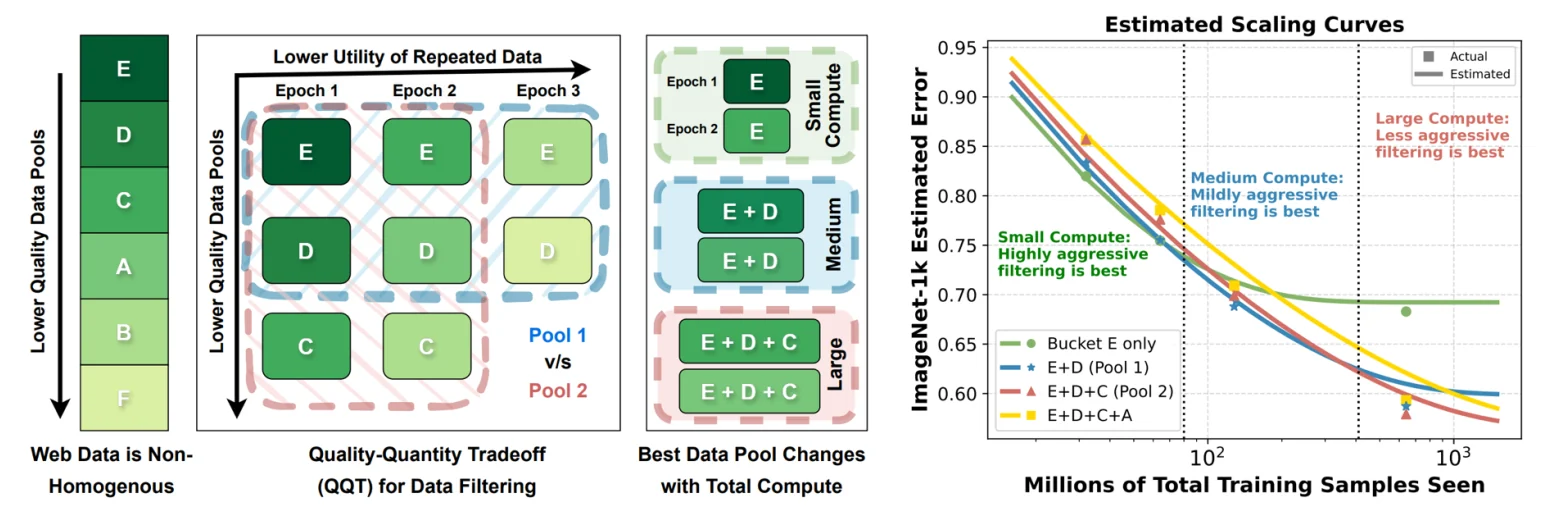 E
D
C
A
B
F
Lower Quality Data Pools
Web Data is Non-
Homogenous
Lower Utility of Repeated Data
Epoch 1
Epoch 2
Epoch 3
Lower Quality Data Pools
E
E
E
D
D
D
C
C
Pool 1
v/s
Pool 2
Quality-Quantity Tradeoff
(QQT) for Data Filtering
Epoch 1
E
Epoch 2
E
Small
Compute
E + D
E + D
Medium
E + D + C
E + D + C
Large
Best Data Pool Changes
with Total Compute
Estimated Scaling Curves
ImageNet-1k Estimated Error
0.95
0.90
0.85
0.80
0.75
0.70
0.65
0.60
Actual
Estimated
Large Compute:
Less aggressive
filtering is best
Medium Compute:
Mildly aggressive
filtering is best
Small Compute:
Highly aggressive
filtering is best
Bucket E only
E+D (Pool 1)
E+D+C (Pool 2)
E+D+C+A
10²
10³
Millions of Total Training Samples Seen